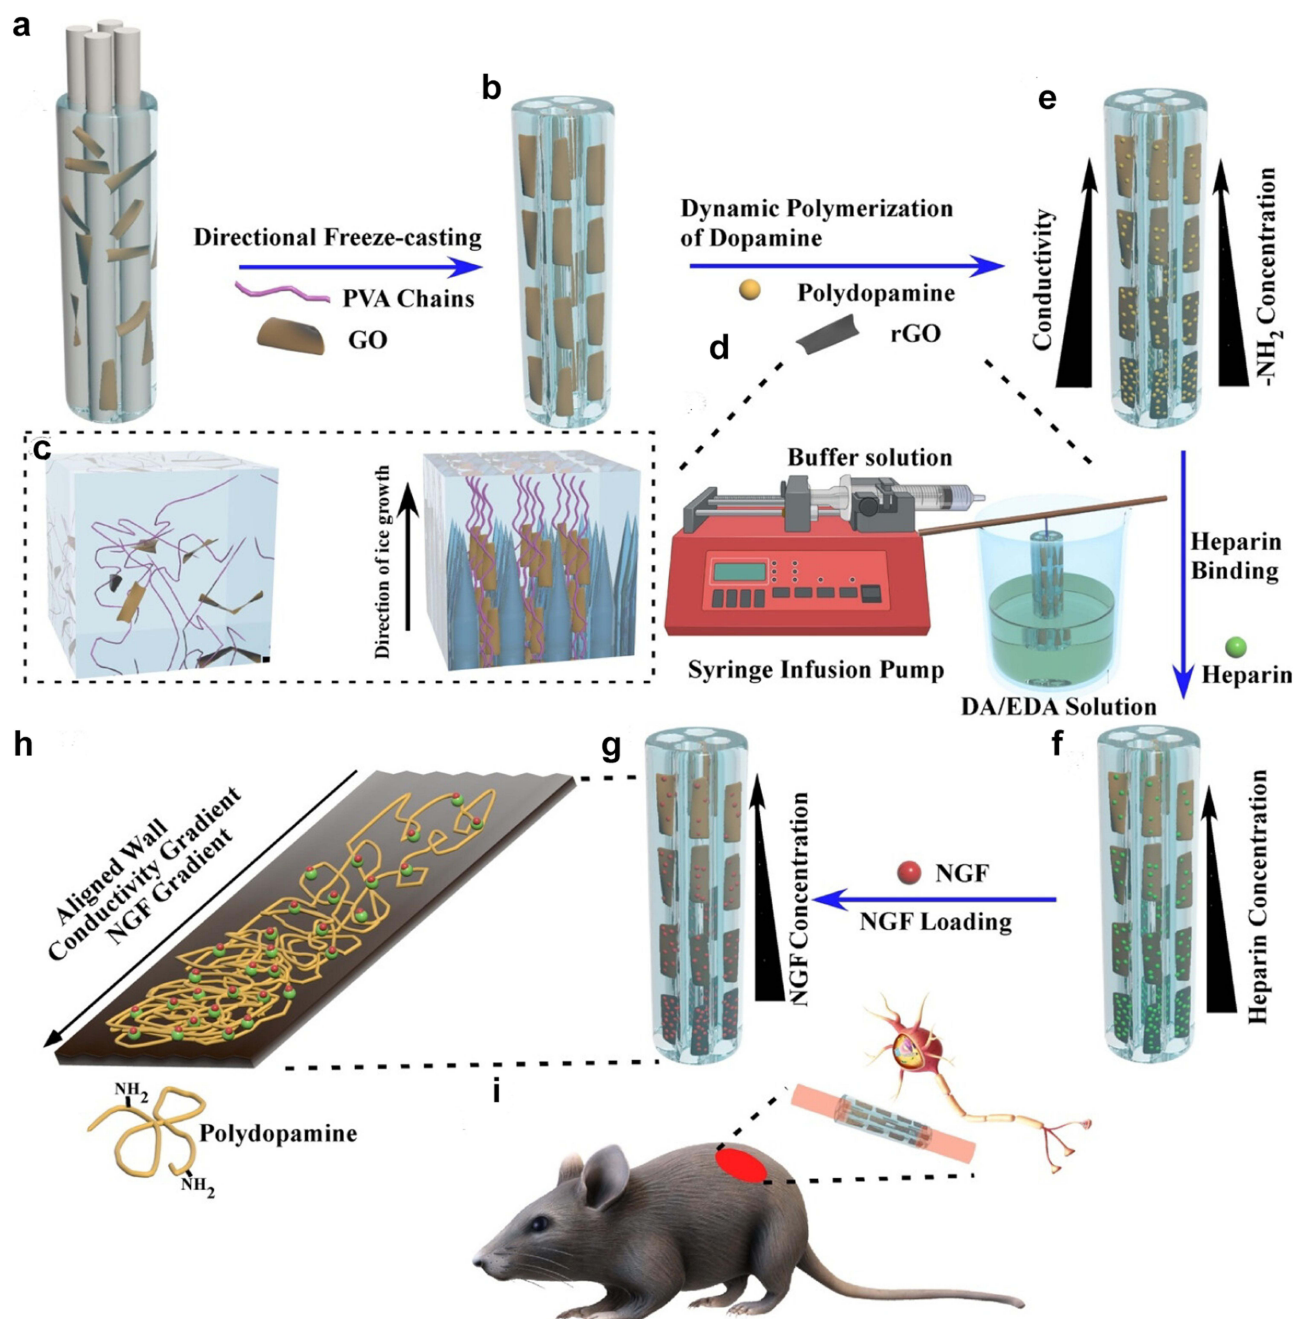 a
b
e
Directional Freeze-casting
PVA Chains
GO
Dynamic Polymerization
of Dopamine
Polydopamine
rGO
Conductivity
-NH2 Concentration
c
Direction of ice growth
d
Buffer solution
Syringe Infusion Pump
DA/EDA Solution
Heparin
Binding
Heparin
h
Aligned Wall
Conductivity Gradient
NGF Gradient
NH2
Polydopamine
NH2
g
NGF Concentration
NGF
NGF Loading
f
Heparin Concentration
i